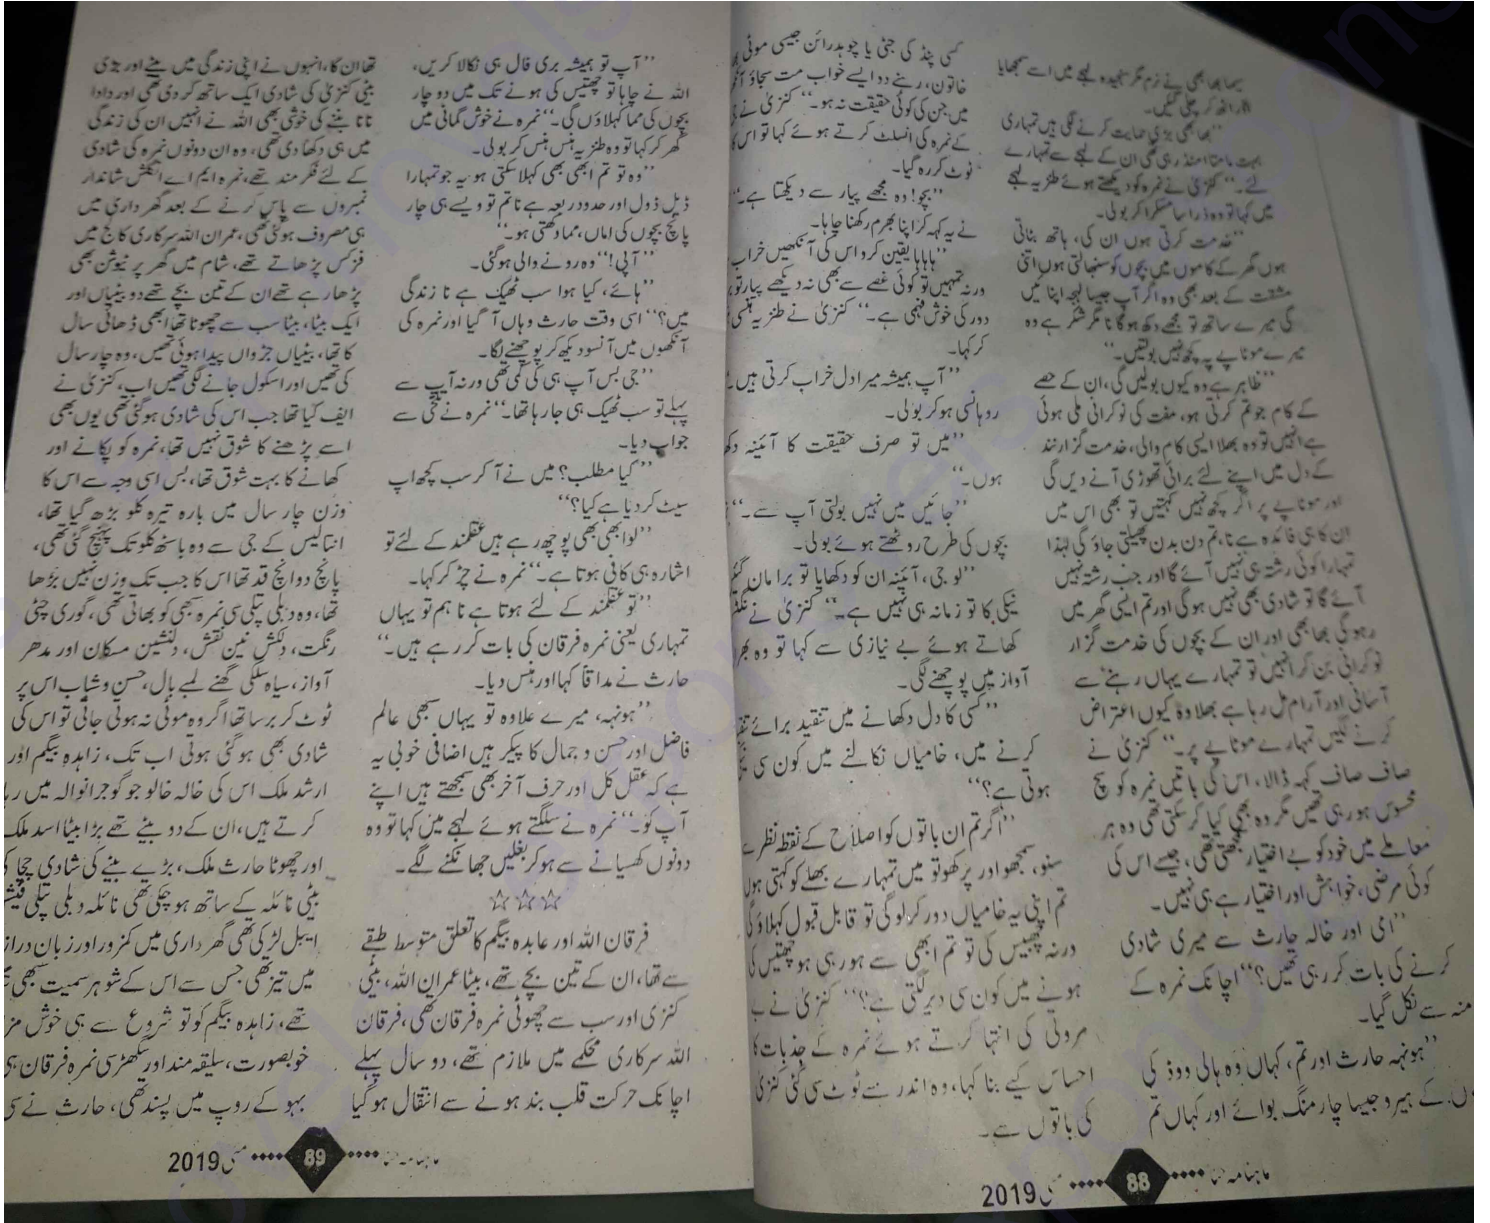 سیما بھابھی نے نرم مگر سنجیدہ لہجے میں اسے سمجھایا
اور اٹھ کر چلی گئیں۔
''بھابھی بڑی حمایت کرنے لگی ہیں تمہاری
بہت مامتا امنڈ رہی تھی ان کے لہجے سے تمہارے
لئے۔'' کنزیٰ نے نمرہ کو دیکھتے ہوئے طنزیہ لہجے
میں کہا تو وہ ذرا سا مسکرا کر بولی۔
''خدمت کرتی ہوں ان کی، ہاتھ بٹاتی
ہوں گھر کے کاموں میں بچوں کو سنبھالتی ہوں اتنی
مشقت کے بعد بھی وہ اگر آپ جیسا لہجہ اپنائیں
گی میرے ساتھ تو مجھے دکھ ہو گا نا مگر شکر ہے وہ
میرے موٹاپے پہ کچھ نہیں بولتیں۔''
''ظاہر ہے وہ کیوں بولیں گی، ان کے حصے
کے کام جو تم کرتی ہو، مفت کی نوکرانی ملی ہوئی
ہے انہیں تو وہ بھلا ایسی کام والی، خدمت گزار نند
کے دل میں اپنے لئے برائی تھوڑی آنے دیں گی
اور موٹاپے پر اگر کچھ نہیں کہتیں تو بھی اس میں
ان کا ہی فائدہ ہے نا، تم دن بدن پھیلتی جاؤ گی لہٰذا
تمہارا کوئی رشتہ ہی نہیں آئے گا اور جب رشتہ نہیں
آئے گا تو شادی بھی نہیں ہو گی اور تم ایسی گھر میں
رہو گی بھابھی اور ان کے بچوں کی خدمت گزار
نوکرانی بن کر انہیں تو تمہارے یہاں رہنے سے
آسانی اور آرام مل رہا ہے بھلا وہ کیوں اعتراض
کرنے لگیں تمہارے موٹاپے پر۔'' کنزیٰ نے
صاف صاف کہہ ڈالا، اس کی باتیں نمرہ کو سچ
محسوس ہو رہی تھیں مگر وہ بھی کیا کر سکتی تھی وہ ہر
معاملے میں خود کو بے اختیار سمجھتی تھی، جیسے اس کی
کوئی مرضی، خواہش اور اختیار ہے ہی نہیں۔
''امی اور خالہ حارث سے میری شادی
کرنے کی بات کر رہی تھیں؟'' اچانک نمرہ کے
منہ سے نکل گیا۔
''ہونہہ حارث اور تم، کہاں وہ ہالی ووڈ کی
کے ہیرو جیسا چارمنگ بوائے اور کہاں تم
کسی پنڈ کی جٹی یا چوہدرائن جیسی موٹی
خاتون، رہنے دو ایسے خواب مت سجاؤ
میں جن کی کوئی حقیقت نہ ہو۔'' کنزیٰ نے
کے نمرہ کی انسلٹ کرتے ہوئے کہا تو اس کا
نوٹ کر رہ گیا۔
''بچو! وہ مجھے پیار سے دیکھتا ہے۔''
نے یہ کہہ کر اپنا بھرم رکھنا چاہا۔
''ہاہاہا یقین کرو اس کی آنکھیں خراب
ورنہ تمہیں تو کوئی غصے سے بھی نہ دیکھے پیار تو
دور کی خوش فہمی ہے۔'' کنزیٰ نے طنزیہ ہنسی
کر کہا۔
''آپ ہمیشہ میرا دل خراب کرتی ہیں۔
روہانسی ہو کر بولی۔
''میں تو صرف حقیقت کا آئینہ
ہوں۔''
''جائیں میں نہیں بولتی آپ سے۔''
بچوں کی طرح روٹھتے ہوئے بولی۔
''لو جی، آئینہ ان کو دکھایا تو برا مان گئیں
نیکی کا تو زمانہ ہی نہیں ہے۔'' کنزیٰ نے
کھاتے ہوئے بے نیازی سے کہا تو وہ
آواز میں پوچھنے لگی۔
''کسی کا دل دکھانے میں تنقید برائے
کرنے میں، خامیاں نکالنے میں کون سی
ہوتی ہے؟''
''اگر تم ان باتوں کو اصلاح کے نقطہ نظر سے
سنو، سمجھو اور پرکھو تو میں تمہارے بھلے کو کہتی ہوں
تم اپنی یہ خامیاں دور کر لو گی تو قابل قبول کہلاؤ گی
ورنہ چھبیس کی تو تم ابھی سے ہو رہی ہو چھتیس کی
ہونے میں کون سی دیر لگتی ہے؟'' کنزیٰ نے بے
مروتی کی انتہا کرتے ہوئے نمرہ کے جذبات کا
احساس کیے بنا کہا، وہ اندر سے ٹوٹ سی گئی کنزیٰ
کی باتوں سے۔
ماہنامہ حنا 88 مئی 2019
''آپ تو ہمیشہ بری فال ہی نکالا کریں،
اللہ نے چاہا تو چھتیس کی ہونے تک میں دو چار
بچوں کی مما کہلاؤں گی۔'' نمرہ نے خوش گمانی میں
گھر کر کہا تو وہ طنزیہ ہنس ہنس کر بولی۔
''وہ تو تم ابھی بھی کہلا سکتی ہو یہ جو تمہارا
ڈیل ڈول اور حدود ربعہ ہے نا تم تو ویسے ہی چار
پانچ بچوں کی اماں، مما دکھتی ہو۔''
''آپی!'' وہ رونے والی ہو گئی۔
''ہائے، کیا ہوا سب ٹھیک ہے نا زندگی
میں؟'' اسی وقت حارث وہاں آ گیا اور نمرہ کی
آنکھوں میں آنسو دیکھ کر پوچھنے لگا۔
''جی بس آپ ہی کی کمی تھی ورنہ آپ سے
پہلے تو سب ٹھیک ہی جا رہا تھا۔'' نمرہ نے تلخی سے
جواب دیا۔
''کیا مطلب؟ میں نے آ کر سب کچھ اپ
سیٹ کر دیا ہے کیا؟''
''لو ابھی بھی پوچھ رہے ہیں عقلمند کے لئے تو
اشارہ ہی کافی ہوتا ہے۔'' نمرہ نے چڑ کر کہا۔
''تو عقلمند کے لئے ہوتا ہے نا ہم تو یہاں
تمہاری یعنی نمرہ فرقان کی بات کر رہے ہیں۔''
حارث نے مذاقاً کہا اور ہنس دیا۔
''ہونہہ، میرے علاوہ تو یہاں سبھی عالم
فاضل اور حسن و جمال کا پیکر ہیں اضافی خوبی یہ
ہے کہ عقل کل اور حرف آخر بھی سمجھتے ہیں اپنے
آپ کو۔'' نمرہ نے سلگتے ہوئے لہجے میں کہا تو وہ
دونوں کھسیانے سے ہو کر بغلیں جھانکنے لگے۔
☆☆☆
فرقان اللہ اور عابدہ بیگم کا تعلق متوسط طبقے
سے تھا، ان کے تین بچے تھے، بیٹا عمران اللہ، بیٹی
کنزی اور سب سے چھوٹی نمرہ فرقان تھی، فرقان
اللہ سرکاری محکمے میں ملازم تھے، دو سال پہلے
اچانک حرکت قلب بند ہونے سے انتقال ہو گیا
تھا ان کا، انہوں نے اپنی زندگی میں بیٹے اور بڑی
بیٹی کنزیٰ کی شادی ایک ساتھ کر دی تھی اور دادا
نانا بننے کی خوشی بھی اللہ نے انہیں ان کی زندگی
میں ہی دکھا دی تھی، وہ ان دونوں نمرہ کی شادی
کے لئے فکر مند تھے، نمرہ ایم اے انگلش شاندار
نمبروں سے پاس کرنے کے بعد گھر داری میں
ہی مصروف ہو گئی تھی، عمران اللہ سرکاری کالج میں
فزکس پڑھاتے تھے، شام میں گھر پر ٹیوشن بھی
پڑھا رہے تھے ان کے تین بچے تھے دو بیٹیاں اور
ایک بیٹا، بیٹا سب سے چھوٹا تھا ابھی ڈھائی سال
کا تھا، بیٹیاں جڑواں پیدا ہوئی تھیں، وہ چار سال
کی تھیں اور اسکول جانے لگی تھیں اب، کنزیٰ نے
ایف کیا تھا جب اس کی شادی ہو گئی تھی یوں بھی
اسے پڑھنے کا شوق نہیں تھا، نمرہ کو پکانے اور
کھانے کا بہت شوق تھا، بس اسی وجہ سے اس کا
وزن چار سال میں بارہ تیرہ کلو بڑھ گیا تھا،
انتالیس کے جی سے وہ باسٹھ کلو تک پہنچ گئی تھی،
پانچ دو انچ قد تھا اس کا جب تک وزن نہیں بڑھا
تھا، وہ دبلی پتلی سی نمرہ سبھی کو بھاتی تھی، گوری چٹی
رنگت، دلکش نین نقش، دلنشین مسکان اور مدھر
آواز، سیاہ سلکی گھنے لمبے بال، حسن و شباب اس پر
ٹوٹ کر برسا تھا اگر وہ موٹی نہ ہوتی جاتی تو اس کی
شادی بھی ہو گئی ہوتی اب تک، زاہدہ بیگم اور
ارشد ملک اس کی خالہ خالو جو گوجرانوالہ میں رہا
کرتے ہیں، ان کے دو بیٹے تھے بڑا بیٹا اسد ملک
اور چھوٹا حارث ملک، بڑے بیٹے کی شادی چچا کی
بیٹی نائلہ کے ساتھ ہو چکی تھی نائلہ دبلی پتلی فیش
ایبل لڑکی تھی گھر داری میں کمزور اور زبان دراز
میں تیز تھی جس سے اس کے شوہر سمیت سبھی
تھے، زاہدہ بیگم کو تو شروع سے ہی خوش مز
خوبصورت، سلیقہ مند اور سگھڑ سی نمرہ فرقان ہی
بہو کے روپ میں پسند تھی، حارث نے سی
ماہنامہ حنا 89 مئی 2019